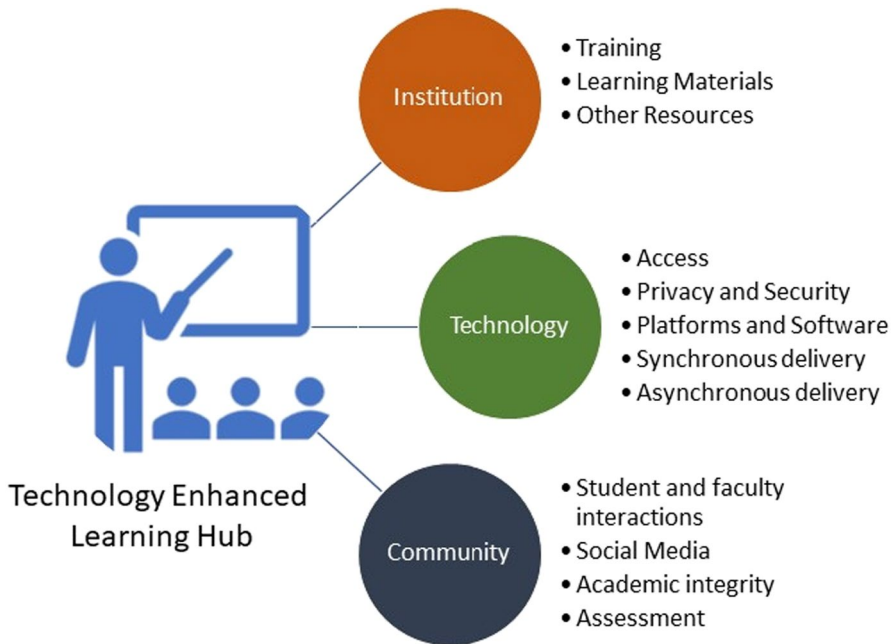 Institution
• Training
• Learning Materials
• Other Resources
Technology
• Access
• Privacy and Security
• Platforms and Software
• Synchronous delivery
• Asynchronous delivery
Technology Enhanced
Learning Hub
Community
• Student and faculty
interactions
• Social Media
• Academic integrity
• Assessment